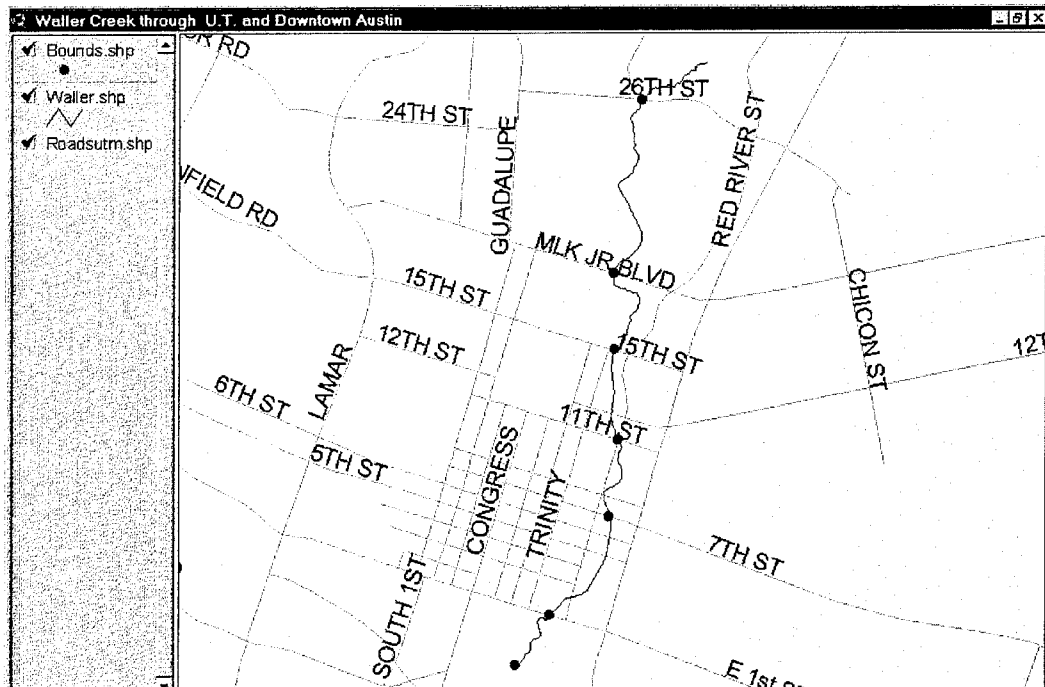 Waller Creek through U.T. and Downtown Austin
Bounds.shp
Waller.shp
Roadsutm.shp
OR RD
26TH ST
24TH ST
GUADALUPE
RED RIVER ST
NFIELD RD
MLK JR BLVD
15TH ST
CHICON ST
12TH ST
15TH ST
12T
LAMAR
6TH ST
11TH ST
5TH ST
CONGRESS
TRINITY
7TH ST
SOUTH 1ST
E 1st S